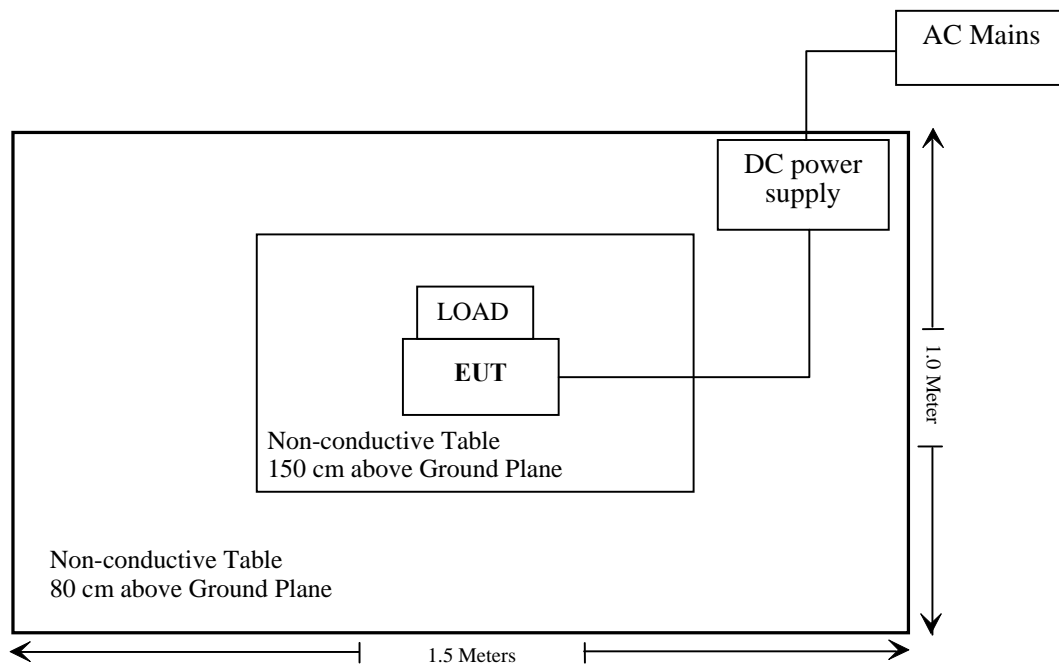 AC Mains
DC power
supply
LOAD
EUT
1.0 Meter
Non-conductive Table
150 cm above Ground Plane
Non-conductive Table
80 cm above Ground Plane
1.5 Meters